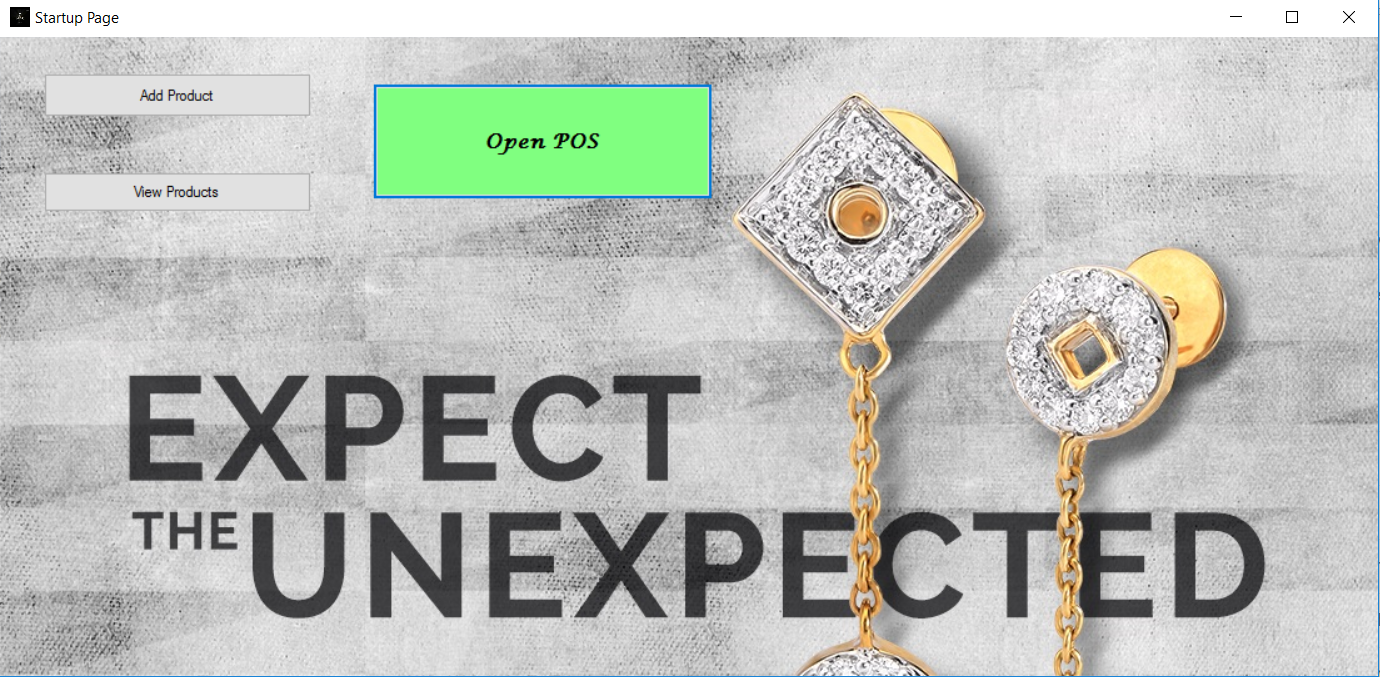 Startup Page
Add Product
Open POS
View Products
EXPECT
THE UNEXPECTED